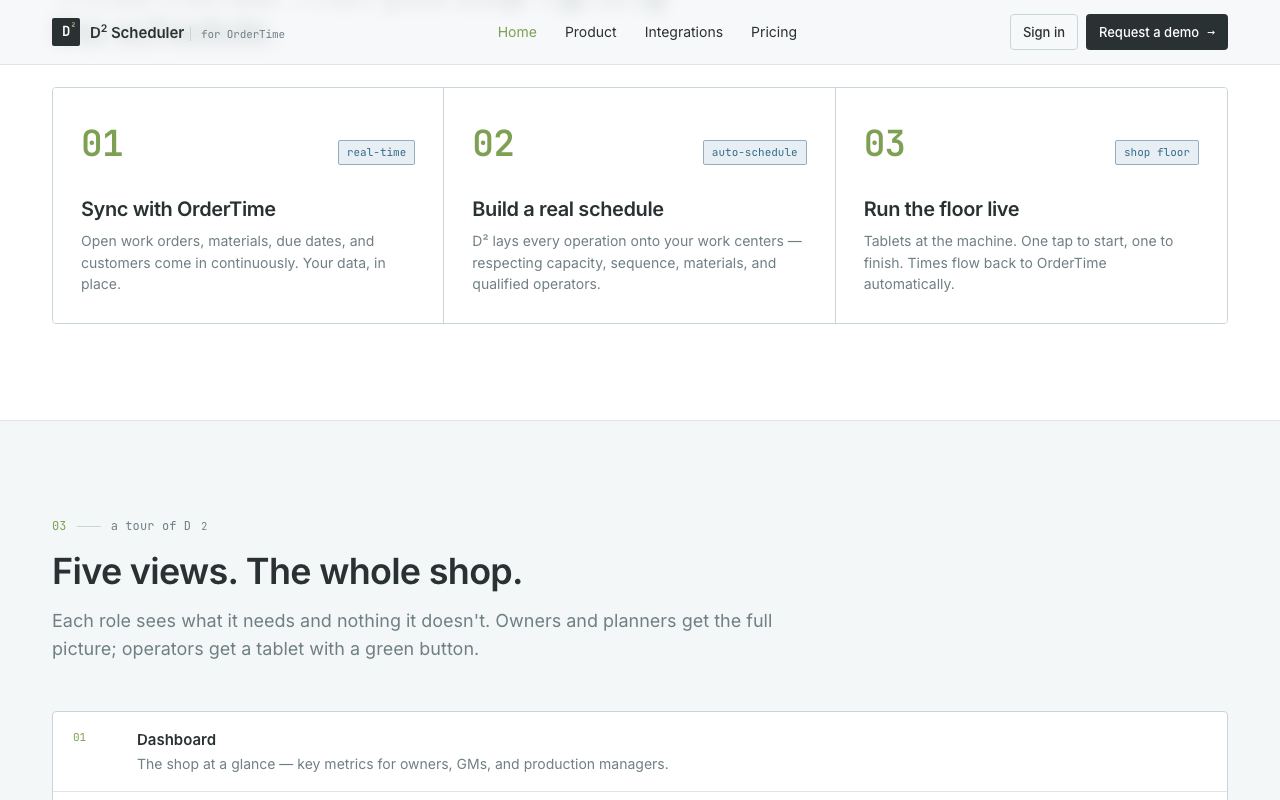 D²
D² Scheduler
for OrderTime
Home
Product
Integrations
Pricing
Sign in
Request a demo →
01
real-time
Sync with OrderTime
Open work orders, materials, due dates, and
customers come in continuously. Your data, in
place.
02
auto-schedule
Build a real schedule
D² lays every operation onto your work centers —
respecting capacity, sequence, materials, and
qualified operators.
03
shop floor
Run the floor live
Tablets at the machine. One tap to start, one to
finish. Times flow back to OrderTime
automatically.
03 a tour of D 2
Five views. The whole shop.
Each role sees what it needs and nothing it doesn't. Owners and planners get the full
picture; operators get a tablet with a green button.
01
Dashboard
The shop at a glance — key metrics for owners, GMs, and production managers.